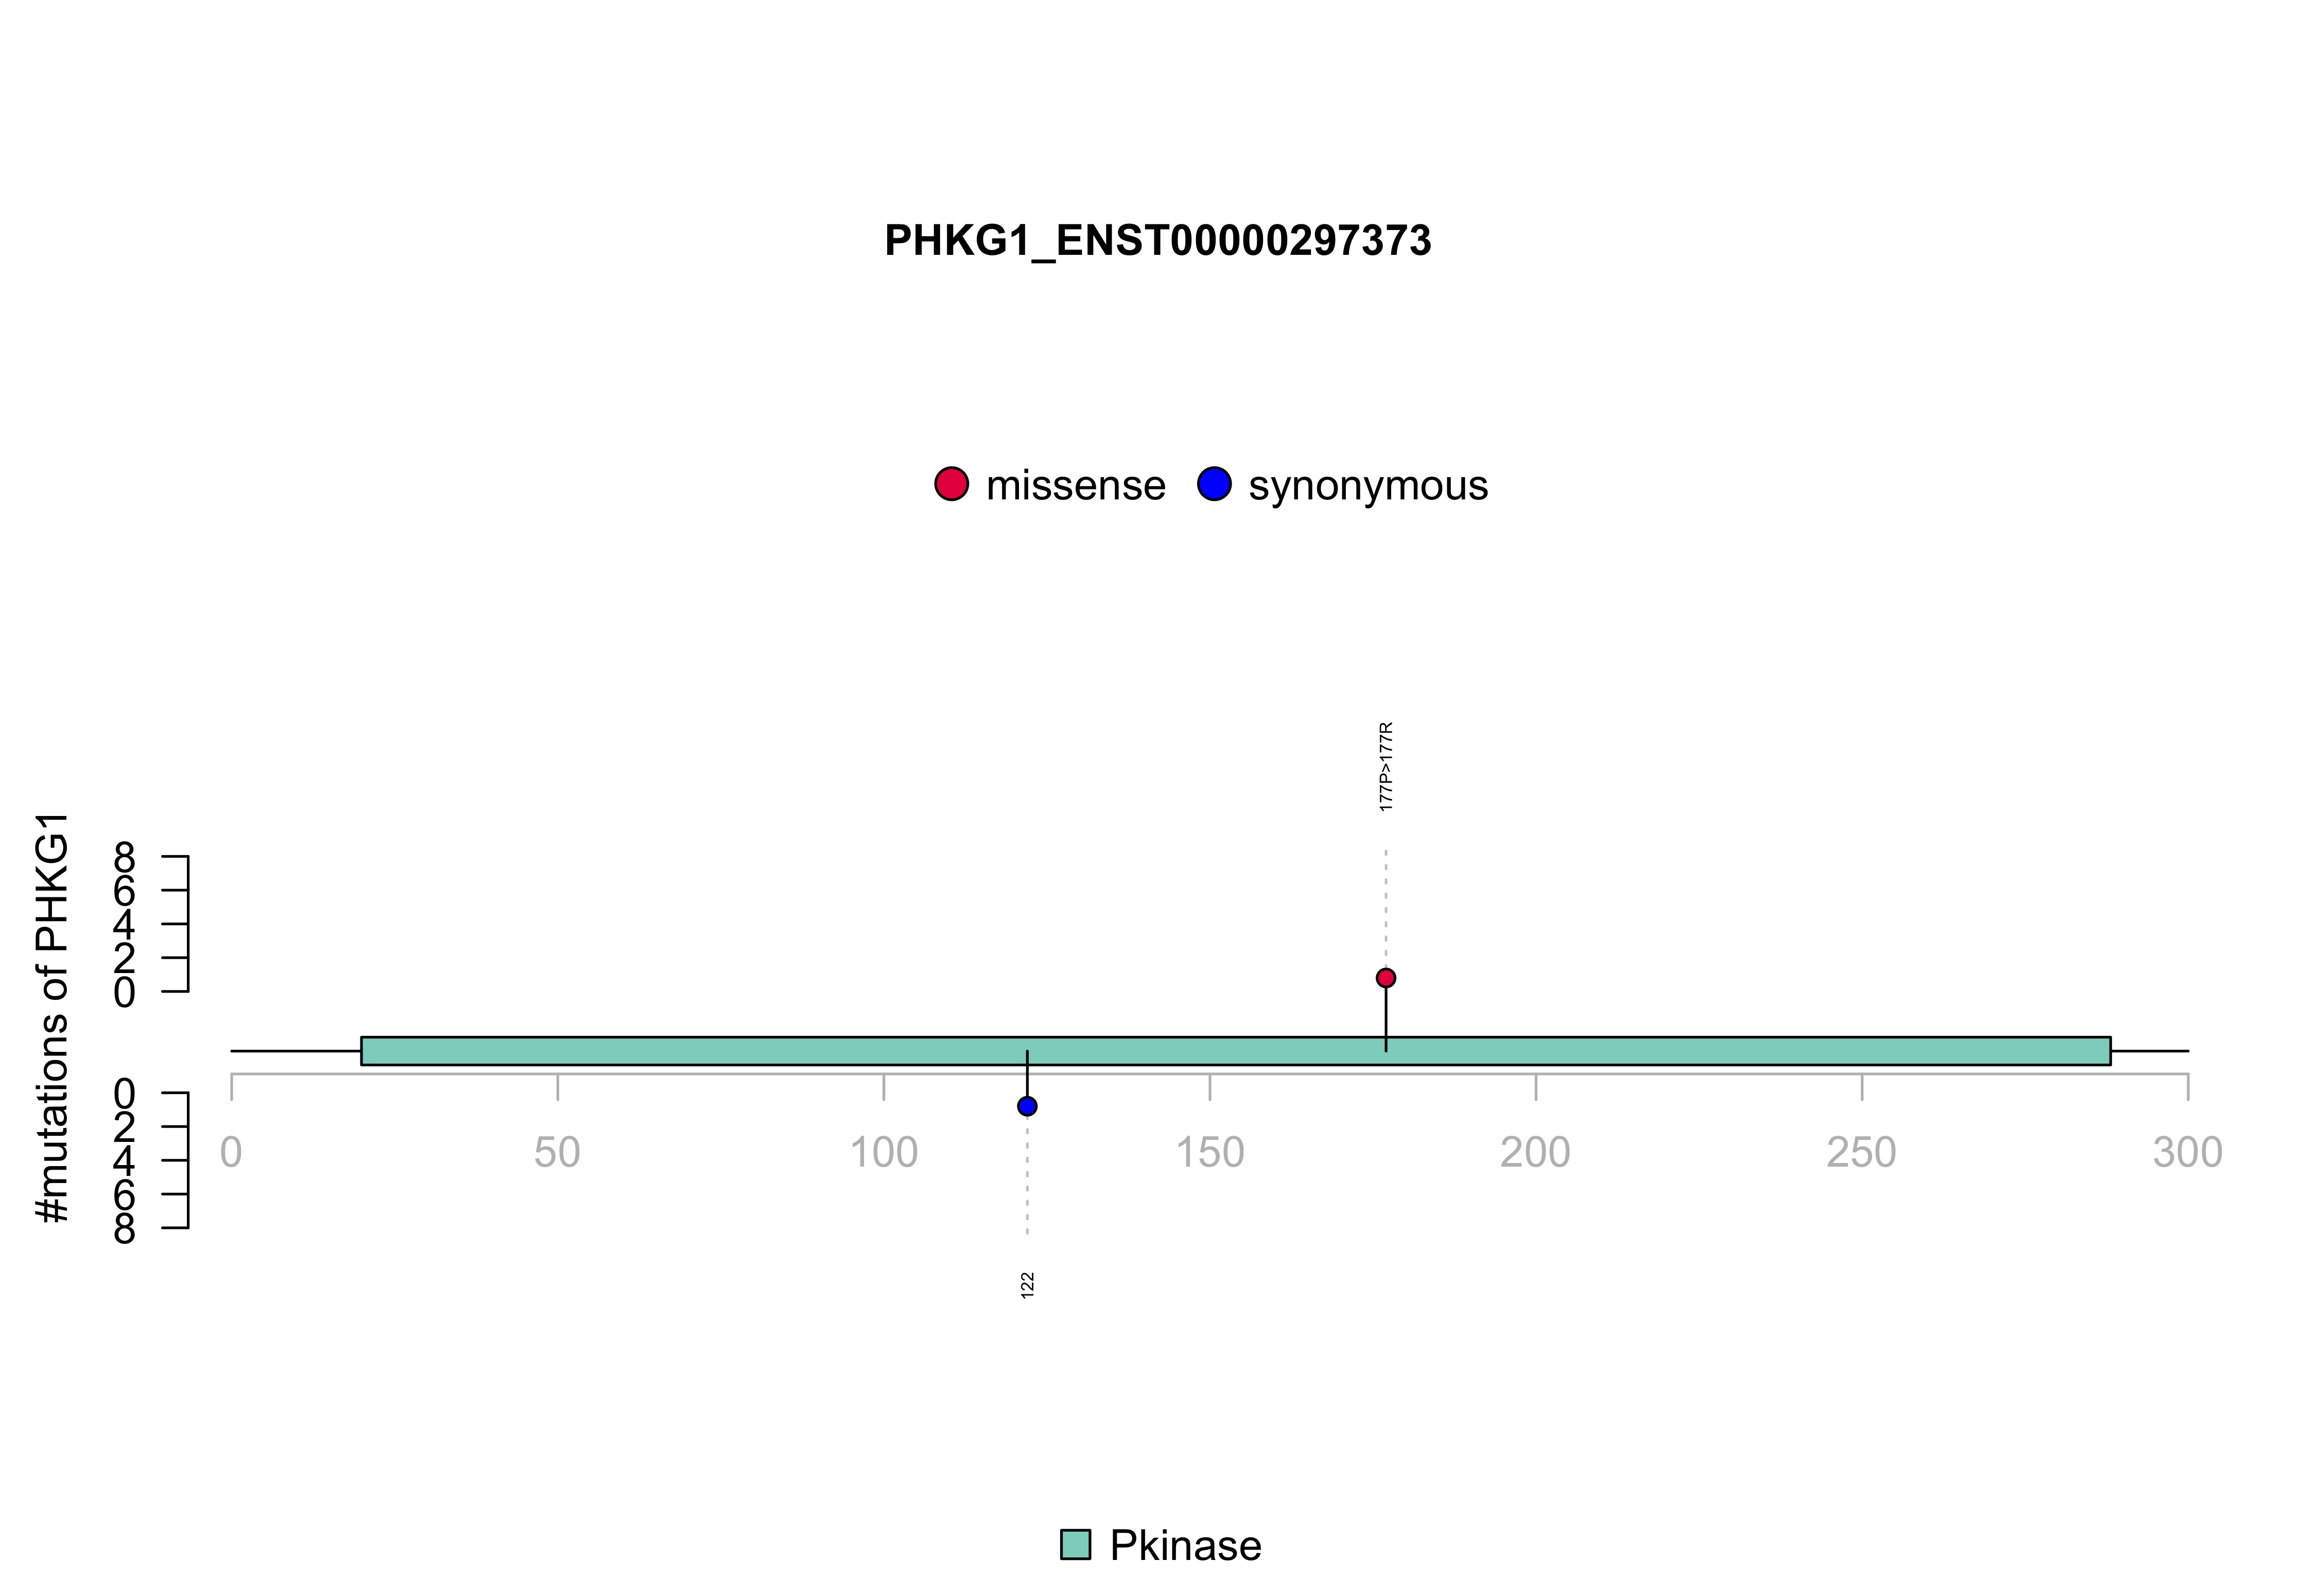 PHKG1_ENST00000297373
missense synonymous
177P>177R
#mutations of PHKG1
8
6
4
2
0
0
2
4
6
8
0 50 100 150 200 250 300
122
Pkinase